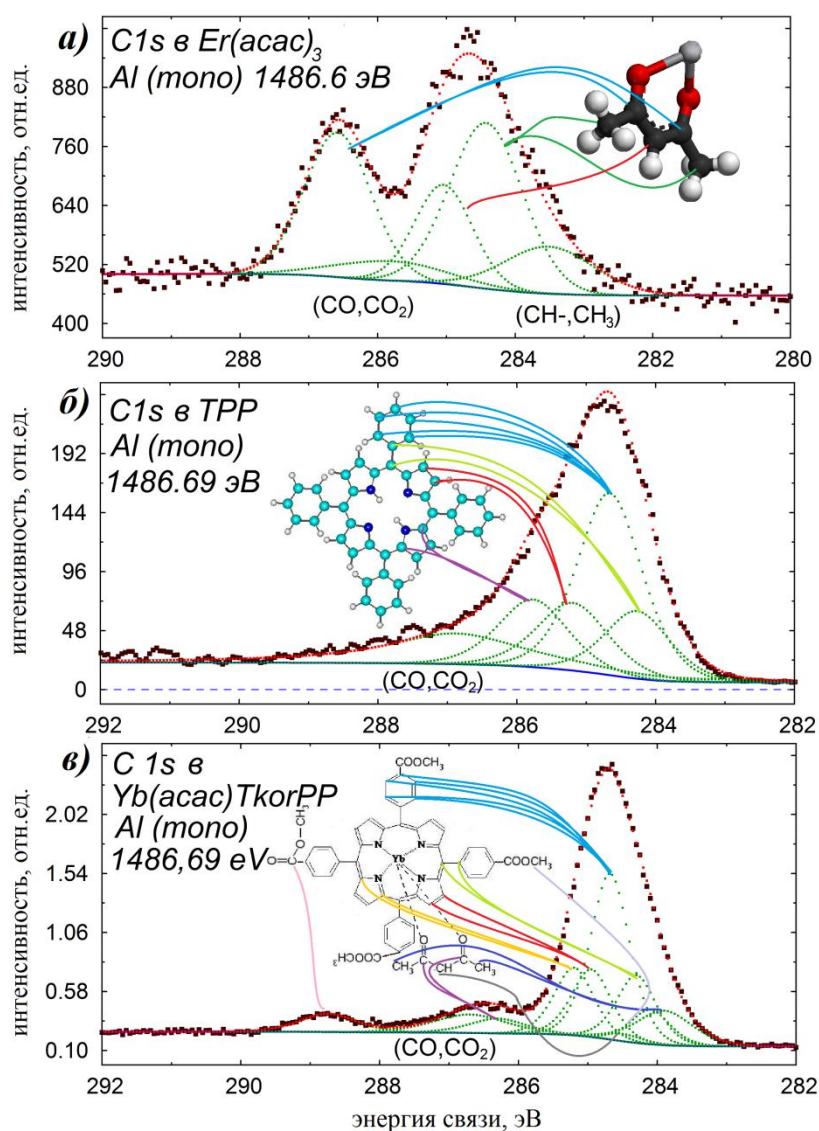 а)
C1s в Er(acac)3
Al (mono) 1486.6 эВ
интенсивность, отн.ед.
880
760
640
520
400
(CO,CO2)
(CH-,CH3)
290
288
286
284
282
280
б)
C1s в TPP
Al (mono)
1486.69 эВ
интенсивность, отн.ед.
192
144
96
48
0
(CO,CO2)
292
290
288
286
284
282
в)
C 1s в
Yb(acac)TkorPP
Al (mono)
1486,69 eV
интенсивность, отн.ед.
2.02
1.54
1.06
0.58
0.10
COOCH3
CH3
O
O=C
N
N
Yb
N
N
COOCH3
H3COOC
O
O
CH3
C
CH
C
CH3
(CO,CO2)
292
290
288
286
284
282
энергия связи, эВ